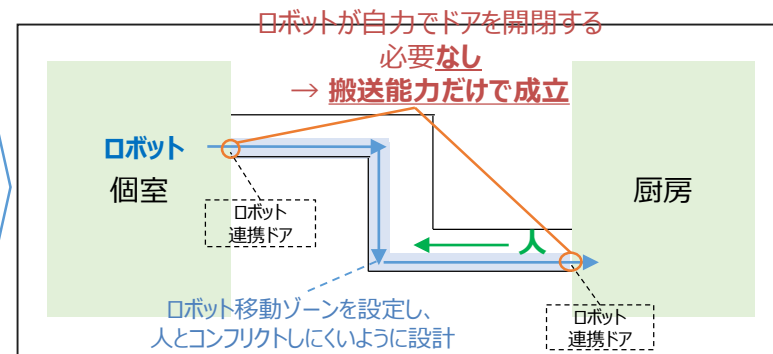 ロボットが自力でドアを開閉する
必要なし
→ 搬送能力だけで成立
ロボット
個室
ロボット
連携ドア
厨房
人
ロボット移動ゾーンを設定し、
人とコンフリクトしにくいように設計
ロボット
連携ドア